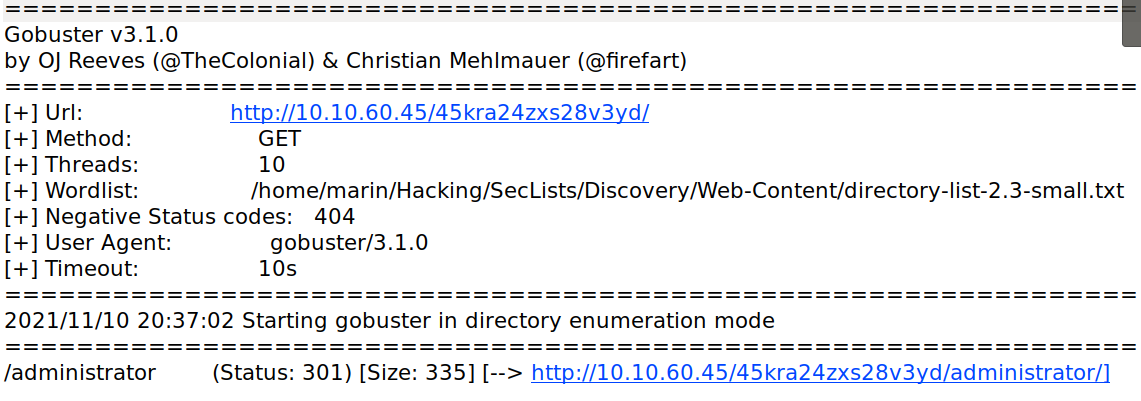 ===============================================================
Gobuster v3.1.0
by OJ Reeves (@TheColonial) & Christian Mehlmauer (@firefart)
===============================================================
[+] Url:                     http://10.10.60.45/45kra24zxs28v3yd/
[+] Method:                  GET
[+] Threads:                 10
[+] Wordlist:                /home/marin/Hacking/SecLists/Discovery/Web-Content/directory-list-2.3-small.txt
[+] Negative Status codes:   404
[+] User Agent:              gobuster/3.1.0
[+] Timeout:                 10s
===============================================================
2021/11/10 20:37:02 Starting gobuster in directory enumeration mode
===============================================================
/administrator        (Status: 301) [Size: 335] [--> http://10.10.60.45/45kra24zxs28v3yd/administrator/]